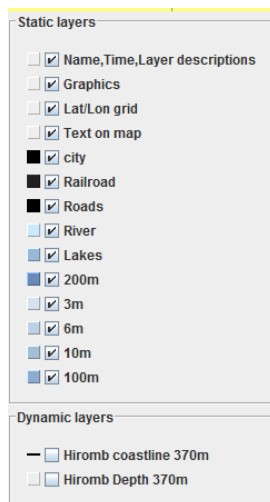 Static layers
Name,Time,Layer descriptions
Graphics
Lat/Lon grid
Text on map
city
Railroad
Roads
River
Lakes
200m
3m
6m
10m
100m
Dynamic layers
Hiromb coastline 370m
Hiromb Depth 370m